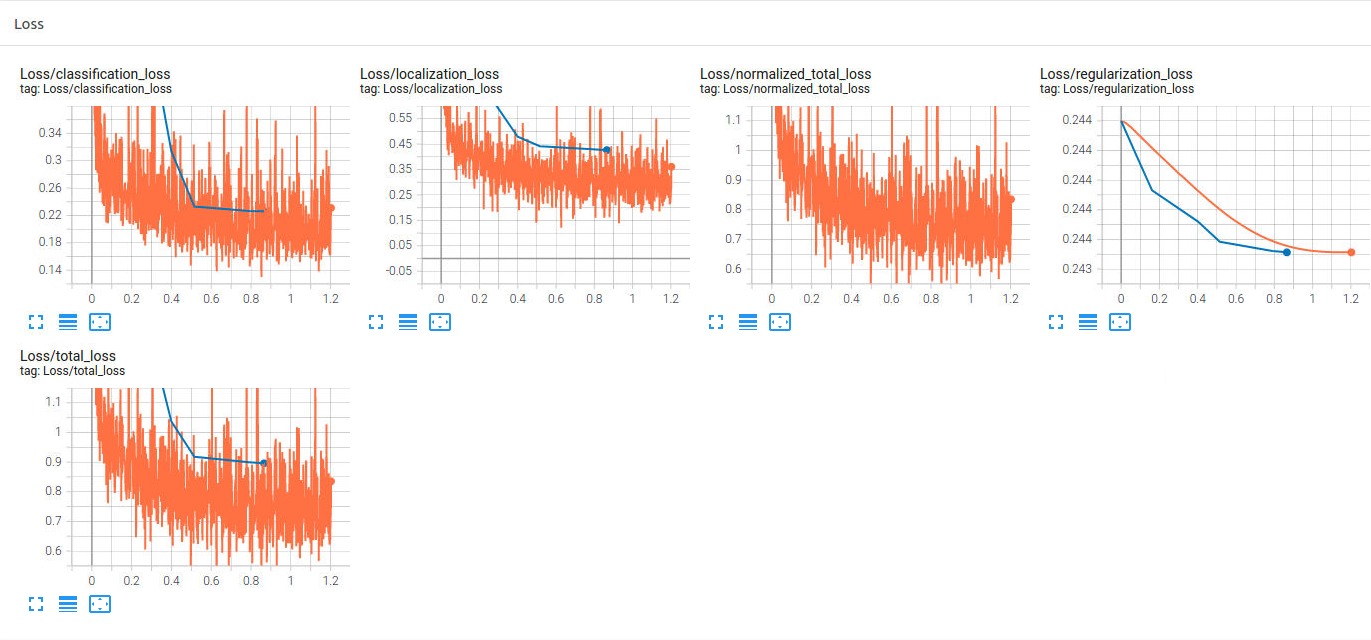 Loss
Loss/classification_loss
tag: Loss/classification_loss
0.34
0.3
0.26
0.22
0.18
0.14
0 0.2 0.4 0.6 0.8 1 1.2
Loss/localization_loss
tag: Loss/localization_loss
0.55
0.45
0.35
0.25
0.15
0.05
-0.05
0 0.2 0.4 0.6 0.8 1 1.2
Loss/normalized_total_loss
tag: Loss/normalized_total_loss
1.1
1
0.9
0.8
0.7
0.6
0 0.2 0.4 0.6 0.8 1 1.2
Loss/regularization_loss
tag: Loss/regularization_loss
0.244
0.244
0.244
0.244
0.244
0.243
0 0.2 0.4 0.6 0.8 1 1.2
Loss/total_loss
tag: Loss/total_loss
1.1
1
0.9
0.8
0.7
0.6
0 0.2 0.4 0.6 0.8 1 1.2